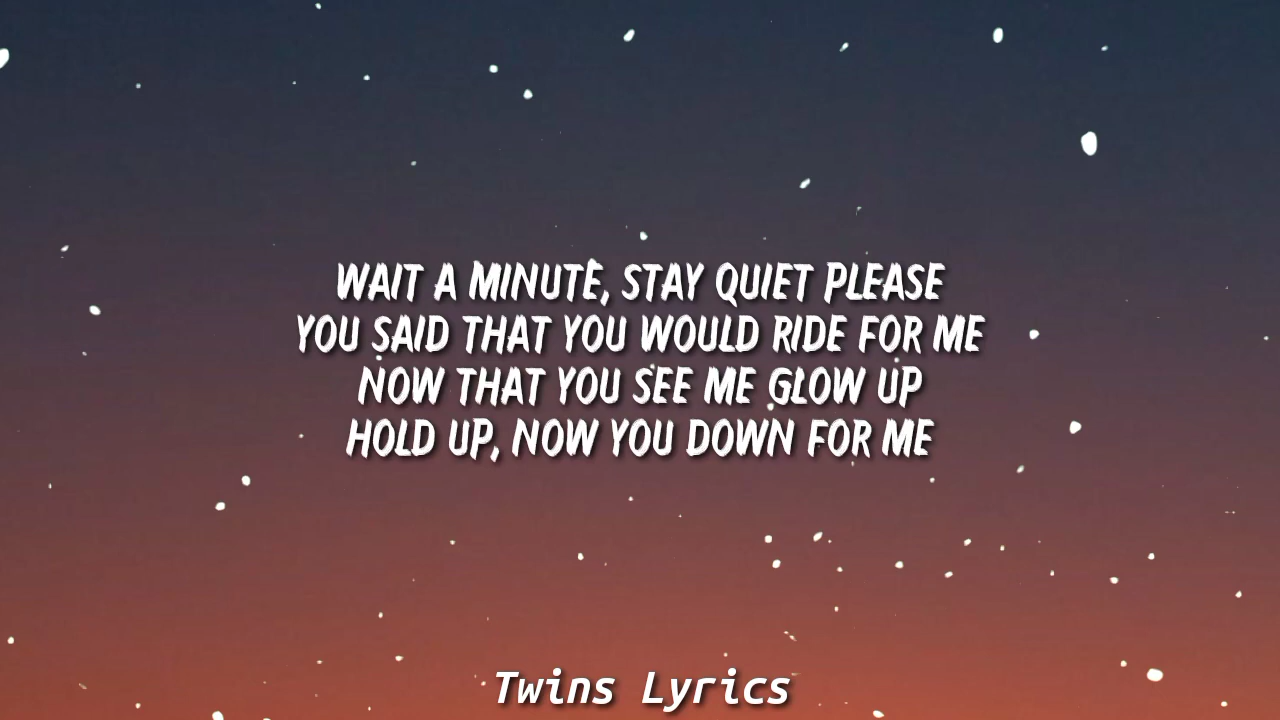 WAIT A MINUTE, STAY QUIET PLEASE
YOU SAID THAT YOU WOULD RIDE FOR ME
NOW THAT YOU SEE ME GLOW UP
HOLD UP, NOW YOU DOWN FOR ME
Twins Lyrics